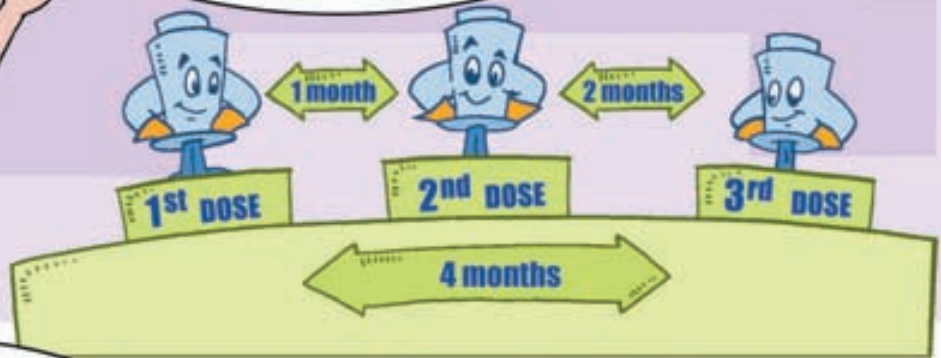 1 month
2 months
1st DOSE
2nd DOSE
3rd DOSE
4 months